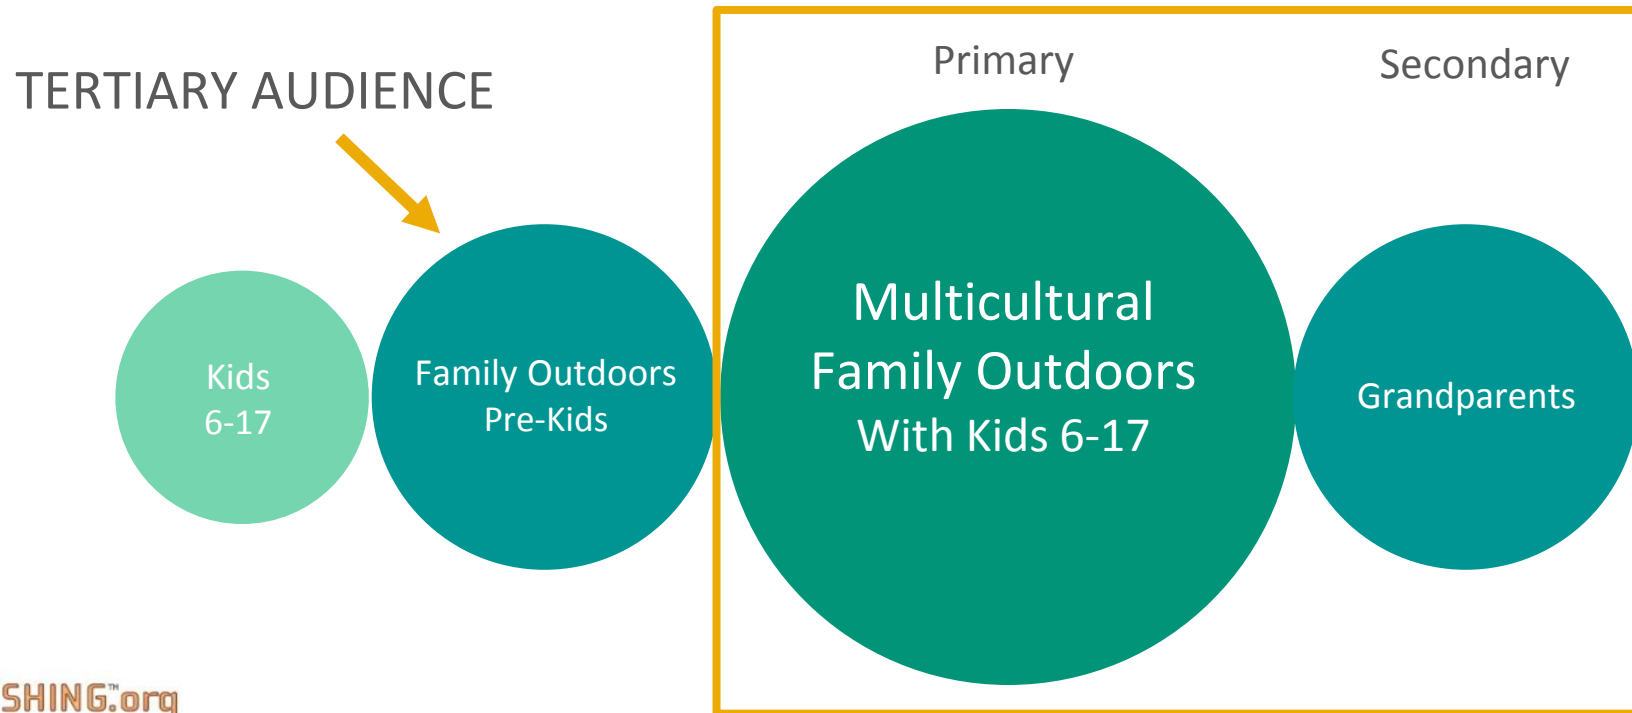 TERTIARY AUDIENCE
Primary
Secondary
Kids
6-17
Family Outdoors
Pre-Kids
Multicultural
Family Outdoors
With Kids 6-17
Grandparents
SHING™.org